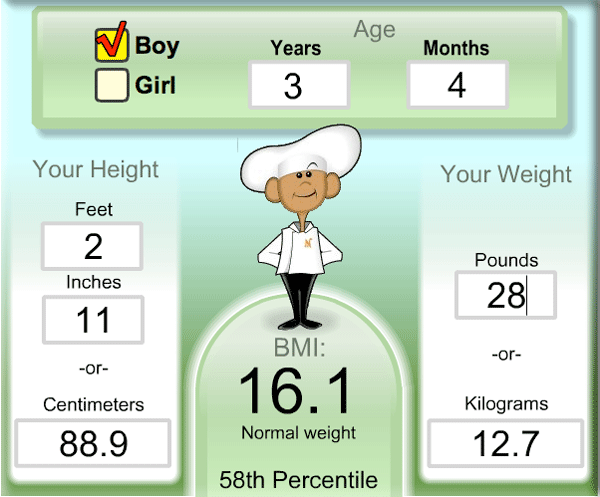 Age
Boy
Girl
Years
3
Months
4
Your Height
Feet
2
Inches
11
-or-
Centimeters
88.9
Your Weight
Pounds
28
-or-
Kilograms
12.7
BMI:
16.1
Normal weight
58th Percentile